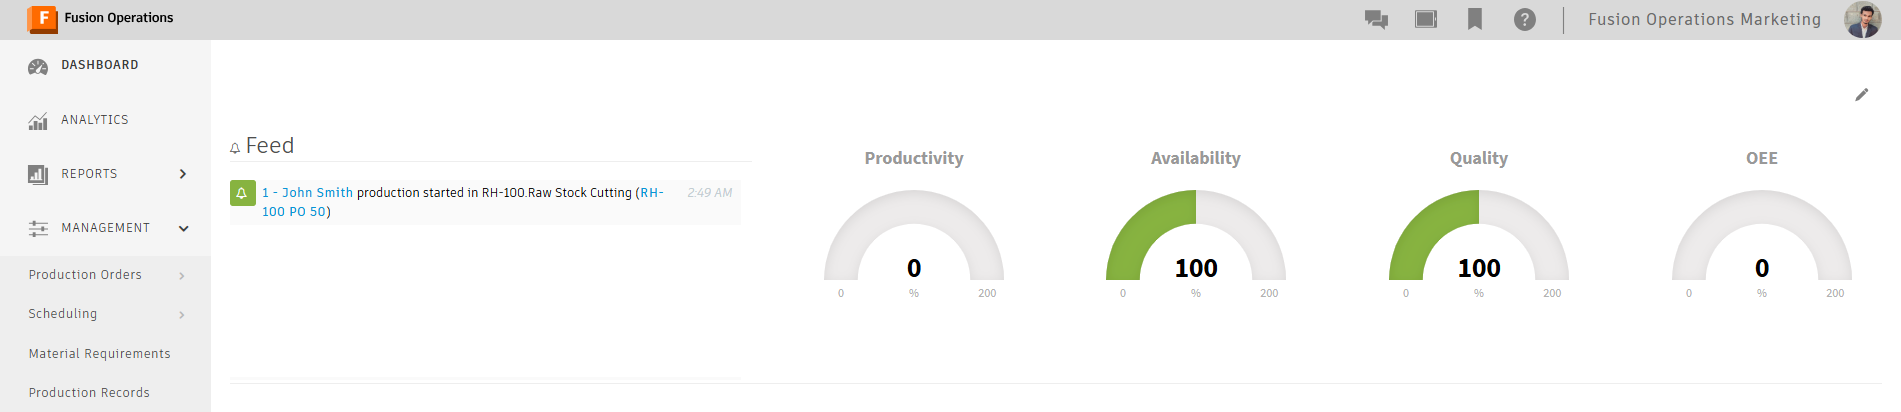 F Fusion Operations
? Fusion Operations Marketing
DASHBOARD
ANALYTICS
REPORTS
MANAGEMENT
Production Orders
Scheduling
Material Requirements
Production Records
Feed
1 - John Smith production started in RH-100.Raw Stock Cutting (RH-
100 PO 50)
2:49 AM
Productivity
0
0 % 200
Availability
100
0 % 200
Quality
100
0 % 200
OEE
0
0 % 200